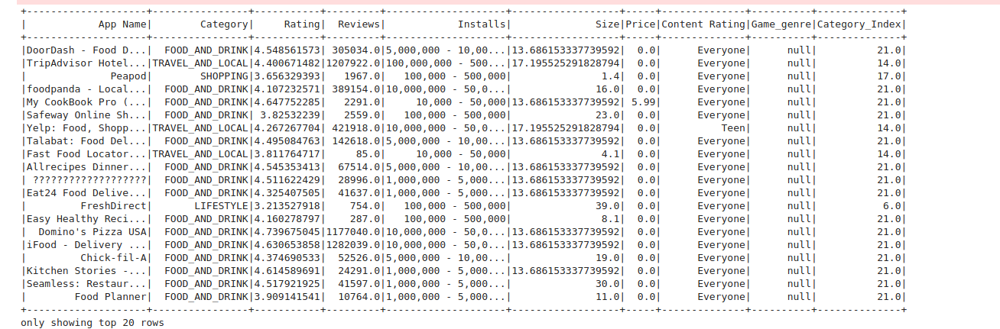 +--------------------+----------------+-----------+---------+--------------------+------------------+-----+--------------+----------+--------------+
|            App Name|        Category|     Rating|  Reviews|            Installs|              Size|Price|Content Rating|Game_genre|Category_Index|
+--------------------+----------------+-----------+---------+--------------------+------------------+-----+--------------+----------+--------------+
|DoorDash - Food D...|  FOOD_AND_DRINK|4.548561573| 305034.0|5,000,000 - 10,00...|13.686153337739592|  0.0|      Everyone|      null|          21.0|
|TripAdvisor Hotel...|TRAVEL_AND_LOCAL|4.400671482|1207922.0|100,000,000 - 500...|17.195525291828794|  0.0|      Everyone|      null|          14.0|
|              Peapod|        SHOPPING|3.656329393|   1967.0|   100,000 - 500,000|               1.4|  0.0|      Everyone|      null|          17.0|
|foodpanda - Local...|  FOOD_AND_DRINK|4.107232571| 389154.0|10,000,000 - 50,0...|              16.0|  0.0|      Everyone|      null|          21.0|
|My CookBook Pro (...|  FOOD_AND_DRINK|4.647752285|   2291.0|     10,000 - 50,000|13.686153337739592| 5.99|      Everyone|      null|          21.0|
|Safeway Online Sh...|  FOOD_AND_DRINK| 3.82532239|   2559.0|   100,000 - 500,000|              23.0|  0.0|      Everyone|      null|          21.0|
|Yelp: Food, Shopp...|TRAVEL_AND_LOCAL|4.267267704| 421918.0|10,000,000 - 50,0...|17.195525291828794|  0.0|          Teen|      null|          14.0|
|Talabat: Food Del...|  FOOD_AND_DRINK|4.495084763| 142618.0|5,000,000 - 10,00...|13.686153337739592|  0.0|      Everyone|      null|          21.0|
|Fast Food Locator...|TRAVEL_AND_LOCAL|3.811764717|     85.0|     10,000 - 50,000|               4.1|  0.0|      Everyone|      null|          14.0|
|Allrecipes Dinner...|  FOOD_AND_DRINK|4.545353413|  67514.0|5,000,000 - 10,00...|13.686153337739592|  0.0|      Everyone|      null|          21.0|
| ???????????????????|  FOOD_AND_DRINK|4.511622429|  28996.0|1,000,000 - 5,000...|13.686153337739592|  0.0|      Everyone|      null|          21.0|
|Eat24 Food Delive...|  FOOD_AND_DRINK|4.325407505|  41637.0|1,000,000 - 5,000...|13.686153337739592|  0.0|      Everyone|      null|          21.0|
|         FreshDirect|       LIFESTYLE|3.213527918|    754.0|   100,000 - 500,000|              39.0|  0.0|      Everyone|      null|           6.0|
|Easy Healthy Reci...|  FOOD_AND_DRINK|4.160278797|    287.0|   100,000 - 500,000|               8.1|  0.0|      Everyone|      null|          21.0|
|  Domino's Pizza USA|  FOOD_AND_DRINK|4.739675045|1177040.0|10,000,000 - 50,0...|13.686153337739592|  0.0|      Everyone|      null|          21.0|
|iFood - Delivery ...|  FOOD_AND_DRINK|4.630653858|1282039.0|10,000,000 - 50,0...|13.686153337739592|  0.0|      Everyone|      null|          21.0|
|         Chick-fil-A|  FOOD_AND_DRINK|4.374690533|  52526.0|5,000,000 - 10,00...|              19.0|  0.0|      Everyone|      null|          21.0|
|Kitchen Stories -...|  FOOD_AND_DRINK|4.614589691|  24291.0|1,000,000 - 5,000...|13.686153337739592|  0.0|      Everyone|      null|          21.0|
|Seamless: Restaur...|  FOOD_AND_DRINK|4.517921925|  41597.0|1,000,000 - 5,000...|              30.0|  0.0|      Everyone|      null|          21.0|
|        Food Planner|  FOOD_AND_DRINK|3.909141541|  10764.0|1,000,000 - 5,000...|              11.0|  0.0|      Everyone|      null|          21.0|
+--------------------+----------------+-----------+---------+--------------------+------------------+-----+--------------+----------+--------------+
only showing top 20 rows